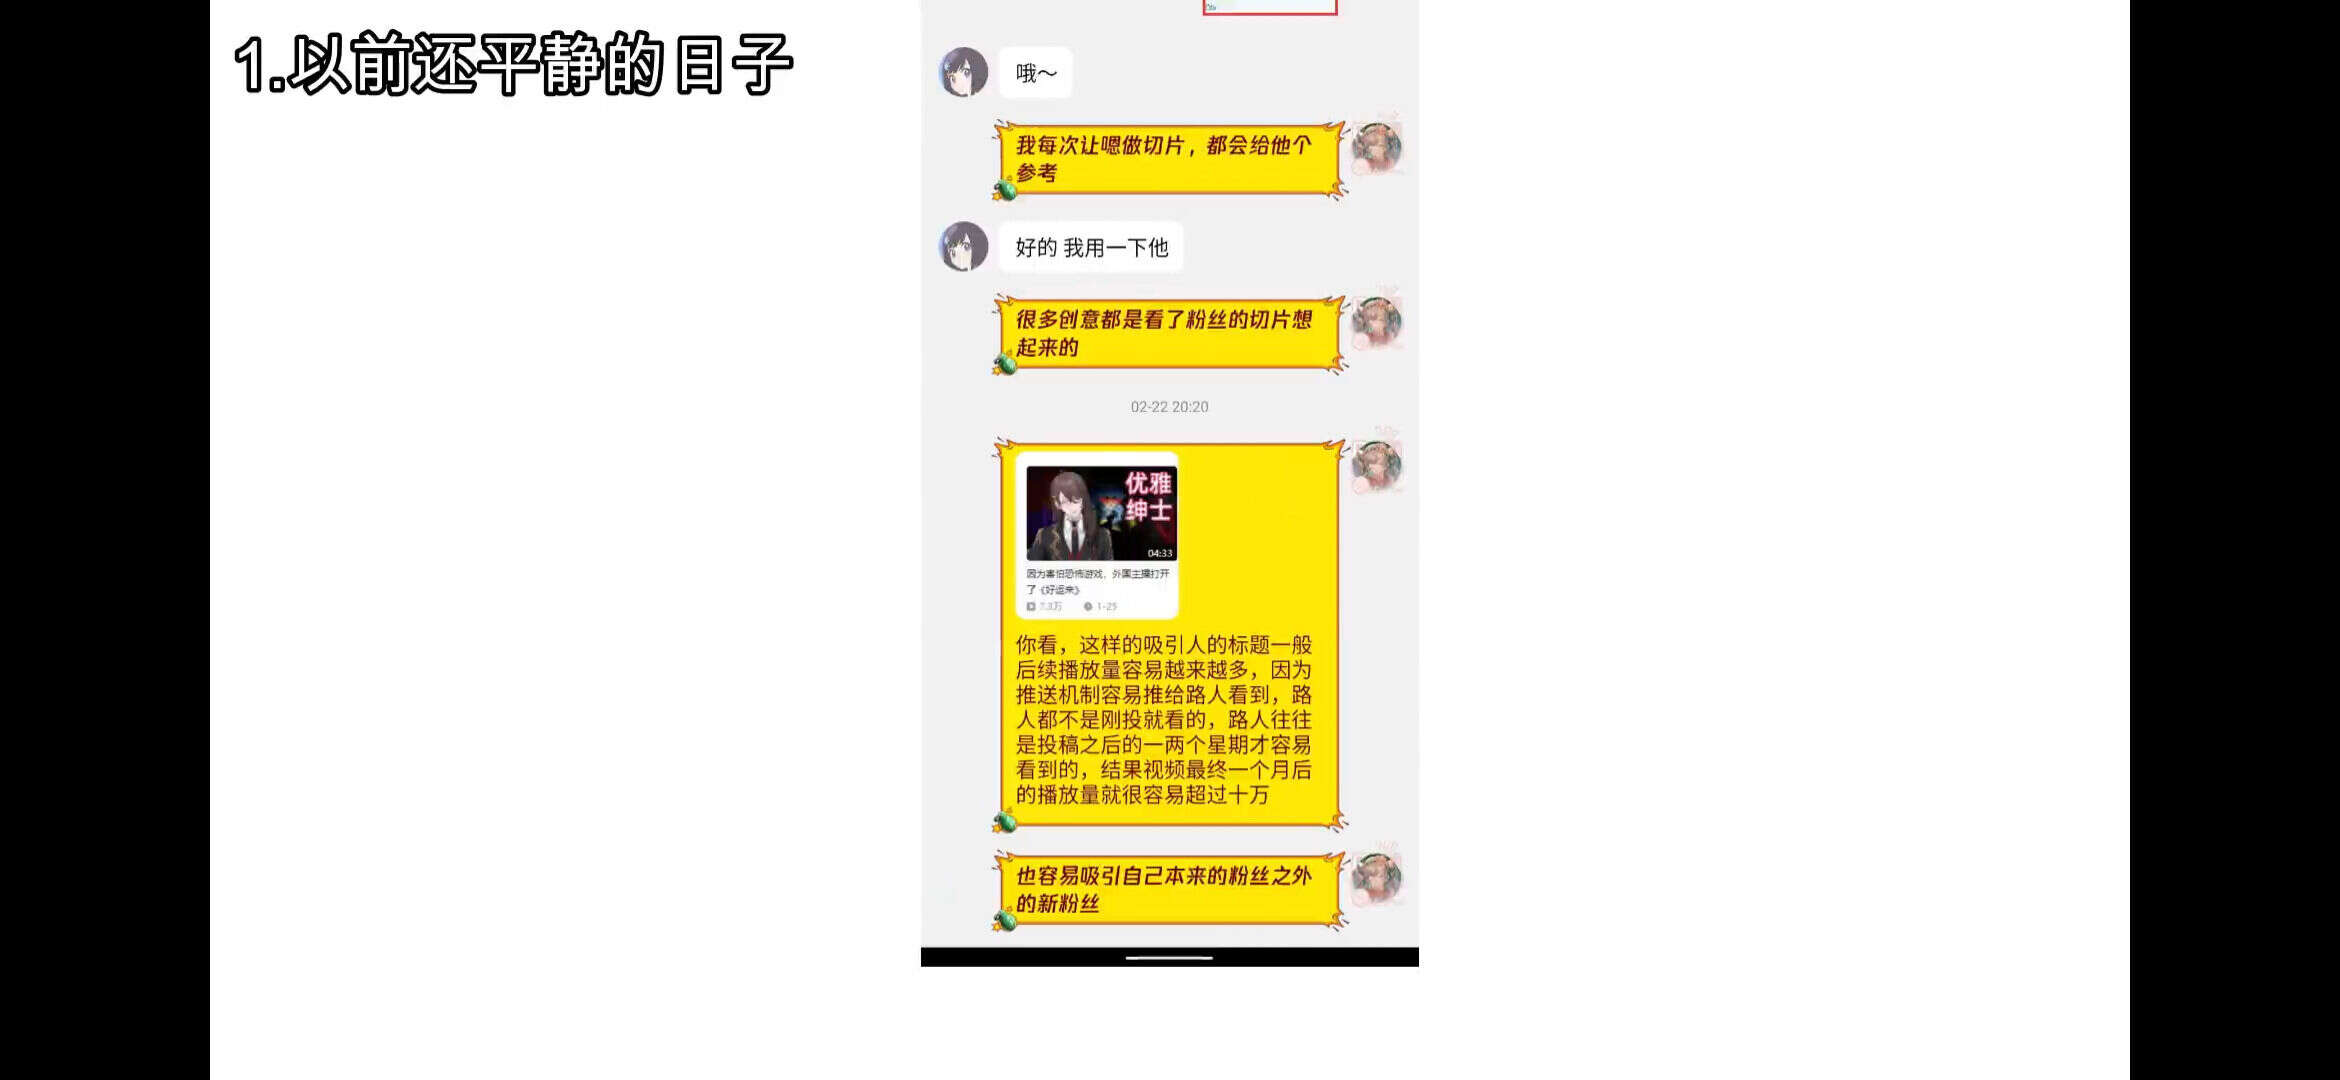 1.以前还平静的日子
哦～
我每次让嗯做切片，都会给他个
参考
好的 我用一下他
很多创意都是看了粉丝的切片想
起来的
02-22 20:20
优雅
绅士
04:33
因为害怕恐怖游戏，外国主播打开
了《好运来》
7.3万 1-25
你看，这样的吸引人的标题一般
后续播放量容易越来越多，因为
推送机制容易推给路人看到，路
人都不是刚投就看的，路人往往
是投稿之后的一两个星期才容易
看到的，结果视频最终一个月后
的播放量就很容易超过十万
也容易吸引自己本来的粉丝之外
的新粉丝